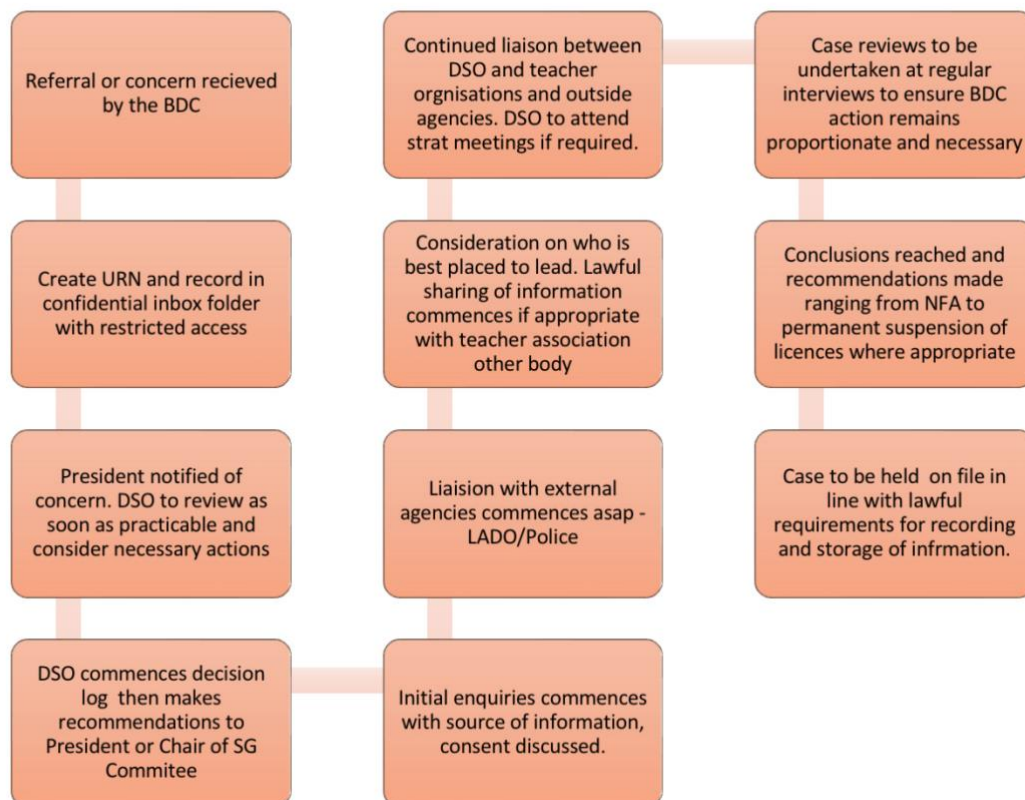 Referral or concern recieved
by the BDC
Create URN and record in
confidential inbox folder
with restricted access
President notified of
concern. DSO to review as
soon as practicable and
consider necessary actions
DSO commences decision
log then makes
recommendations to
President or Chair of SG
Commitee
Initial enquiries commences
with source of information,
consent discussed.
Liaison with external
agencies commences asap -
LADO/Police
Consideration on who is
best placed to lead. Lawful
sharing of information
commences if appropriate
with teacher association
other body
Continued liaison between
DSO and teacher
orgnisations and outside
agencies. DSO to attend
strat meetings if required.
Case reviews to be
undertaken at regular
interviews to ensure BDC
action remains
proportionate and necessary
Conclusions reached and
recommendations made
ranging from NFA to
permanent suspension of
licences where appropriate
Case to be held on file in
line with lawful
requirements for recording
and storage of infrmation.